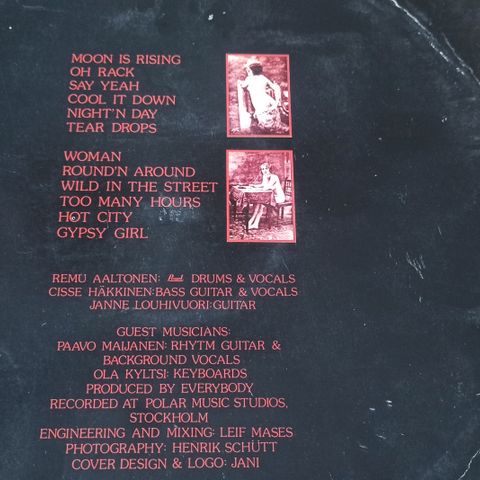 MOON IS RISING
OH RACK
SAY YEAH
COOL IT DOWN
NIGHT'N DAY
TEAR DROPS
WOMAN
ROUND'N AROUND
WILD IN THE STREET
TOO MANY HOURS
HOT CITY
GYPSY GIRL
REMU AALTONEN: DRUMS & VOCALS
CISSE HÄKKINEN: BASS GUITAR & VOCALS
JANNE LOUHIVUORI: GUITAR
GUEST MUSICIANS:
PAAVO MAIJANEN: RHYTM GUITAR &
BACKGROUND VOCALS
OLA KYLTSI: KEYBOARDS
PRODUCED BY EVERYBODY
RECORDED AT POLAR MUSIC STUDIOS,
STOCKHOLM
ENGINEERING AND MIXING: LEIF MASES
PHOTOGRAPHY: HENRIK SCHÜTT
COVER DESIGN & LOGO: JANI